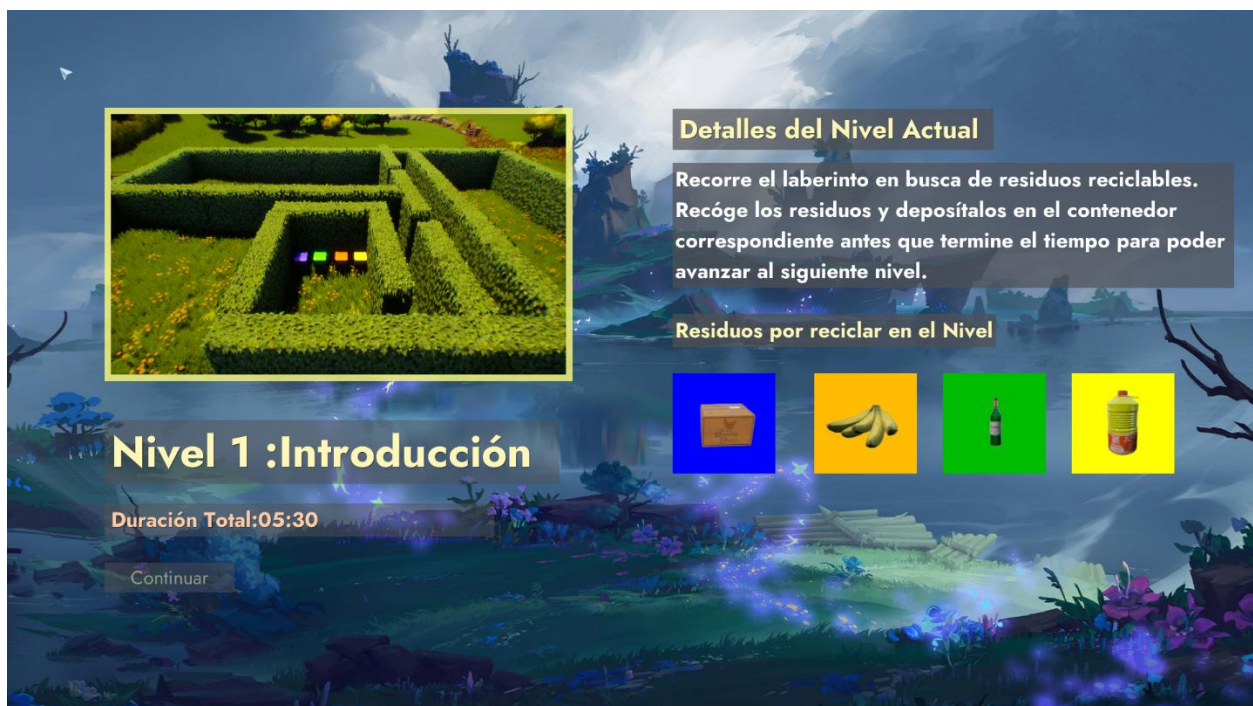 Detalles del Nivel Actual
Recorre el laberinto en busca de residuos reciclables.
Recóge los residuos y deposítalos en el contenedor
correspondiente antes que termine el tiempo para poder
avanzar al siguiente nivel.
Residuos por reciclar en el Nivel
Nivel 1 :Introducción
Duración Total:05:30
Continuar